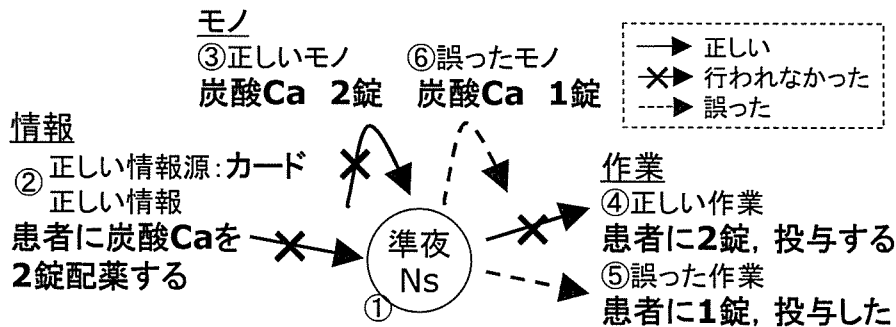 モノ
③正しいモノ
炭酸Ca 2錠
⑥誤ったモノ
炭酸Ca 1錠
正しい
行われなかった
誤った
情報
② 正しい情報源:カード
正しい情報
患者に炭酸Caを
2錠配薬する
準夜
Ns
①
作業
④正しい作業
患者に2錠,投与する
⑤誤った作業
患者に1錠,投与した